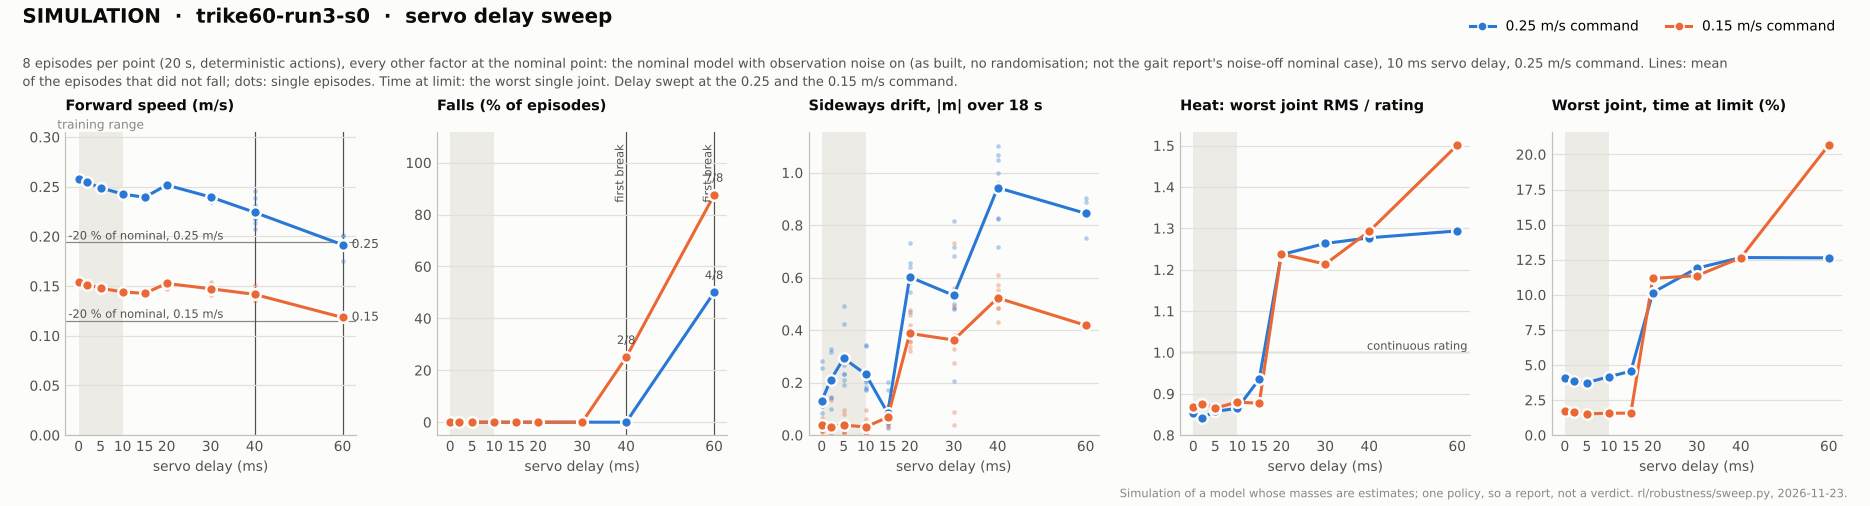 SIMULATION · trike60-run3-s0 · servo delay sweep
0.25 m/s command
0.15 m/s command
8 episodes per point (20 s, deterministic actions), every other factor at the nominal point: the nominal model with observation noise on (as built, no randomisation; not the gait report's noise-off nominal case), 10 ms servo delay, 0.25 m/s command. Lines: mean
of the episodes that did not fall; dots: single episodes. Time at limit: the worst single joint. Delay swept at the 0.25 and the 0.15 m/s command.
Forward speed (m/s)
training range
0.30
0.25
0.20
0.15
0.10
0.05
0.00
-20 % of nominal, 0.25 m/s
-20 % of nominal, 0.15 m/s
0.25
0.15
0 5 10 15 20 30 40 60
servo delay (ms)
Falls (% of episodes)
100
80
60
40
20
0
first break
first break
7/8
4/8
2/8
0 5 10 15 20 30 40 60
servo delay (ms)
Sideways drift, |m| over 18 s
1.0
0.8
0.6
0.4
0.2
0.0
0 5 10 15 20 30 40 60
servo delay (ms)
Heat: worst joint RMS / rating
1.5
1.4
1.3
1.2
1.1
1.0
0.9
0.8
continuous rating
0 5 10 15 20 30 40 60
servo delay (ms)
Worst joint, time at limit (%)
20.0
17.5
15.0
12.5
10.0
7.5
5.0
2.5
0.0
0 5 10 15 20 30 40 60
servo delay (ms)
Simulation of a model whose masses are estimates; one policy, so a report, not a verdict. rl/robustness/sweep.py, 2026-11-23.